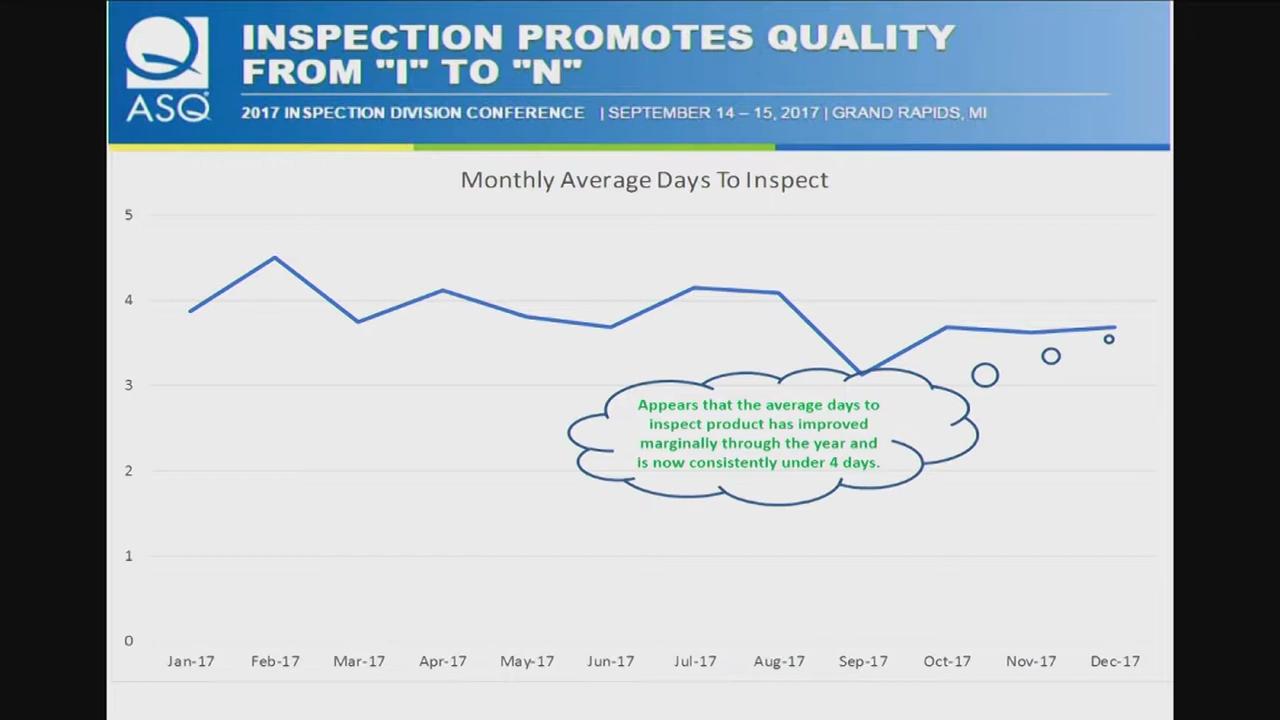 ASQ
INSPECTION PROMOTES QUALITY
FROM "I" TO "N"
2017 INSPECTION DIVISION CONFERENCE | SEPTEMBER 14 – 15, 2017 | GRAND RAPIDS, MI
Monthly Average Days To Inspect
5
4
3
2
1
0
Appears that the average days to
inspect product has improved
marginally through the year and
is now consistently under 4 days.
Jan-17 Feb-17 Mar-17 Apr-17 May-17 Jun-17 Jul-17 Aug-17 Sep-17 Oct-17 Nov-17 Dec-17